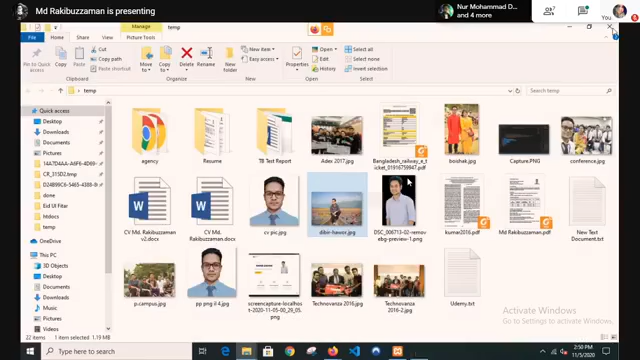 Md Rakibuzzaman is presenting
Nur Mohammad D...
and 4 more
You
Manage
temp
File
Home
Share
View
Picture Tools
Pin to Quick access
Copy
Paste
Cut
Copy path
Paste shortcut
Move to
Copy to
Delete
Rename
New folder
New item
Easy access
Properties
Open
Edit
History
Select all
Select none
Invert selection
Clipboard
Organize
New
Open
Select
temp
Search temp
Quick access
Desktop
Downloads
Documents
Pictures
CR_315D2.tmp
done
Eid Ul Fitar
htdocs
temp
OneDrive
This PC
3D Objects
Desktop
Documents
Downloads
Music
Pictures
Videos
agency
Resume
TB Test Report
Adex 2017.jpg
Bangladesh_railway_e_ticket_01916759947.pdf
boishak.jpg
Capture.PNG
conference.jpg
CV Md. Rakibuzzaman v2.docx
CV Md. Rakibuzzaman.docx
cv pic.jpg
dibir-hawor.jpg
DSC_006713-02-removebg-preview-1.png
kumar2016.pdf
Md Rakibuzzaman.pdf
New Text Document.txt
p.campus.jpg
pp png # 4.jpg
screencapture-localhost-2020-11-05-00_29_05.png
Technovanza 2016.jpg
Technovanza 2016-2.jpg
Udemy.txt
Activate Windows
Go to Settings to activate Windows.
22 items
1 item selected 1.19 MB
Type here to search
2:50 PM
11/5/2020